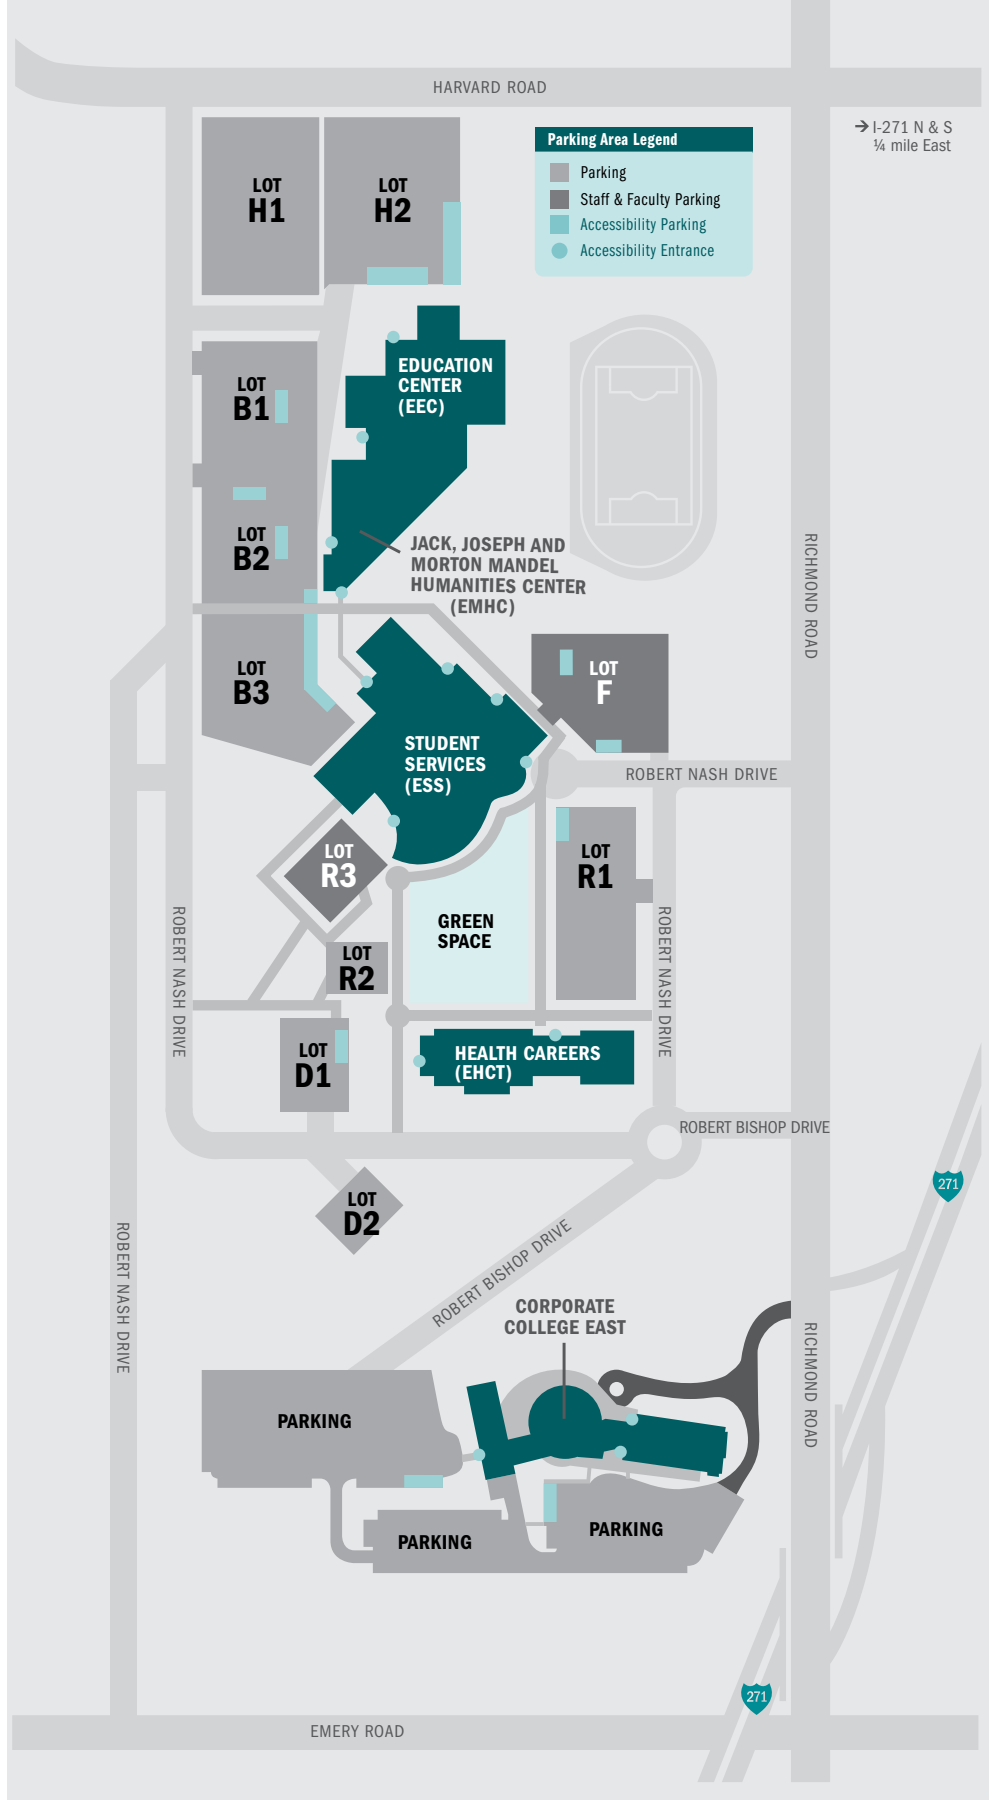 HARVARD ROAD
→ I-271 N & S
¼ mile East
Parking Area Legend
Parking
Staff & Faculty Parking
Accessibility Parking
Accessibility Entrance
LOT
H1
LOT
H2
EDUCATION
CENTER
(EEC)
LOT
B1
LOT
B2
JACK, JOSEPH AND
MORTON MANDEL
HUMANITIES CENTER
(EMHC)
RICHMOND ROAD
LOT
B3
LOT
F
STUDENT
SERVICES
(ESS)
ROBERT NASH DRIVE
LOT
R3
LOT
R1
GREEN
SPACE
ROBERT NASH DRIVE
ROBERT NASH DRIVE
LOT
R2
LOT
D1
HEALTH CAREERS
(EHCT)
ROBERT BISHOP DRIVE
271
LOT
D2
ROBERT BISHOP DRIVE
ROBERT NASH DRIVE
CORPORATE
COLLEGE EAST
RICHMOND ROAD
PARKING
PARKING
PARKING
271
EMERY ROAD